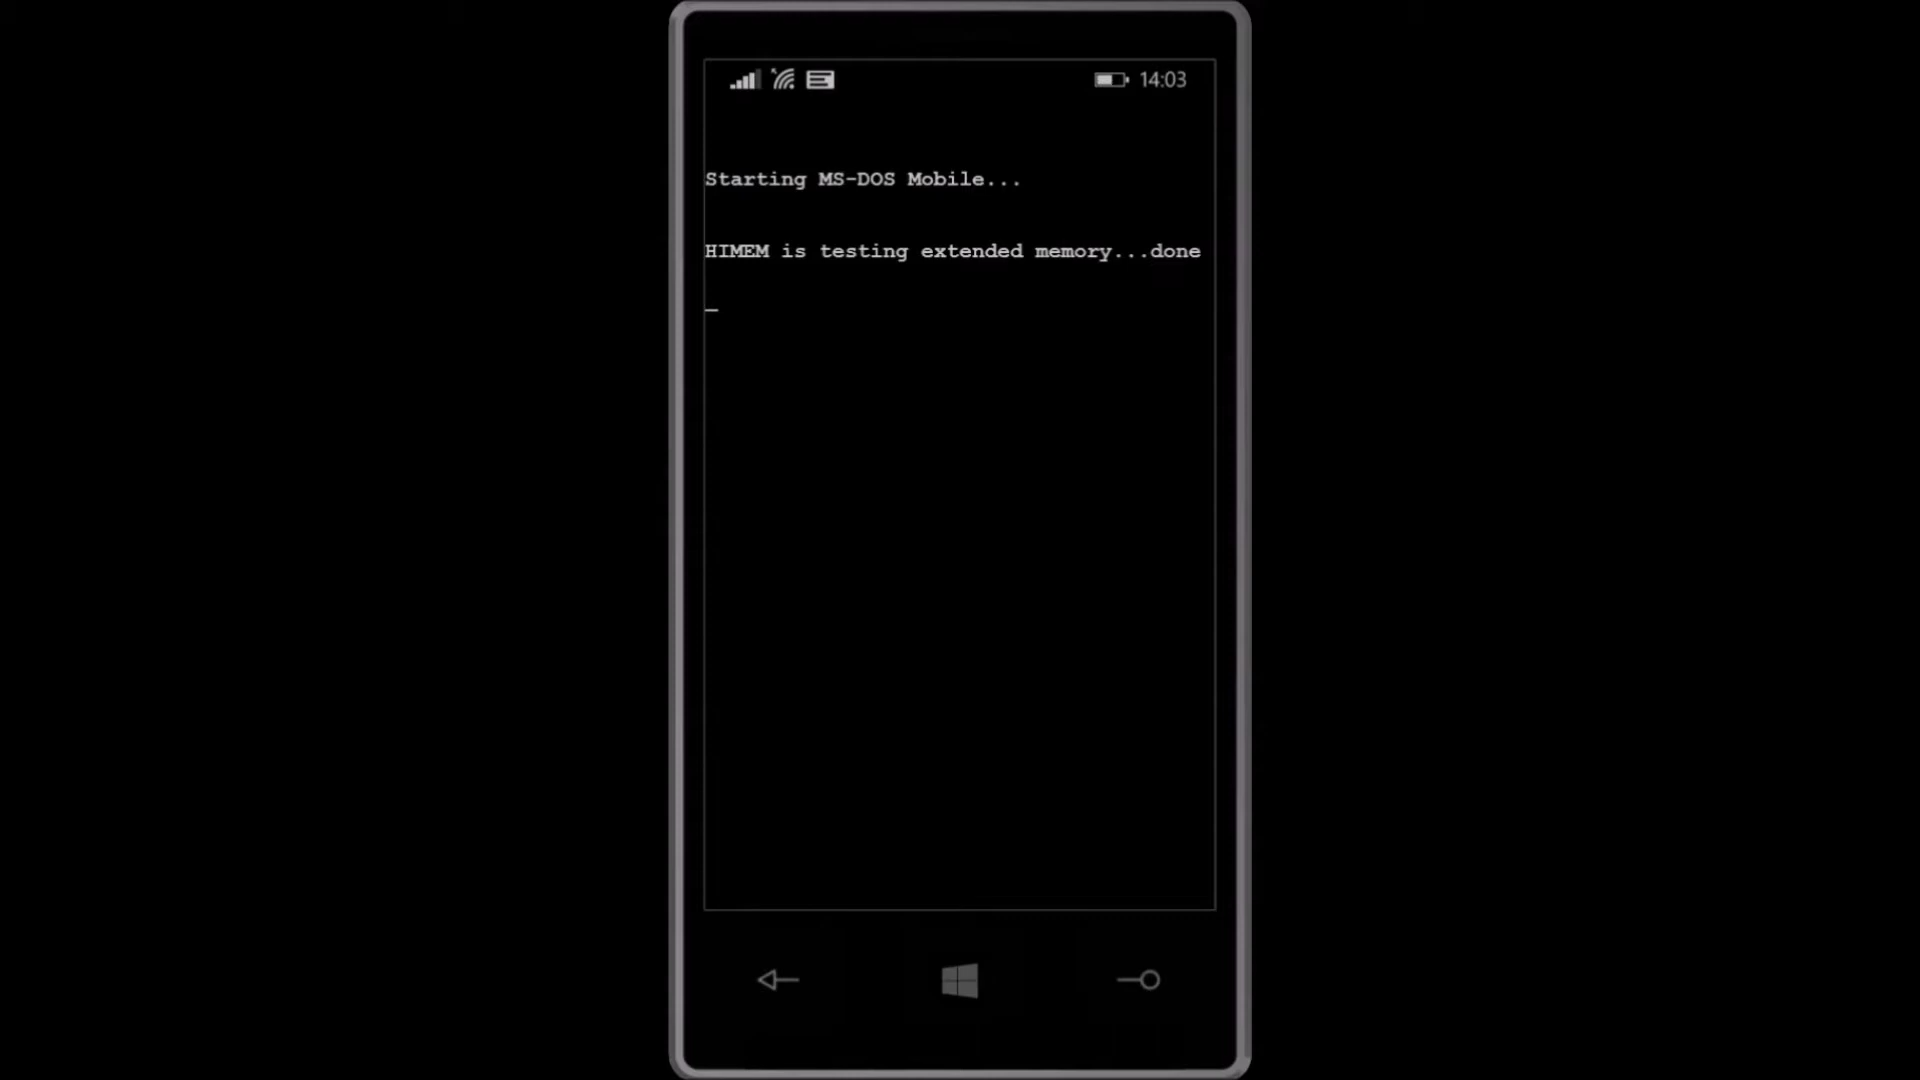 14:03
Starting MS-DOS Mobile...
HIMEM is testing extended memory...done
_